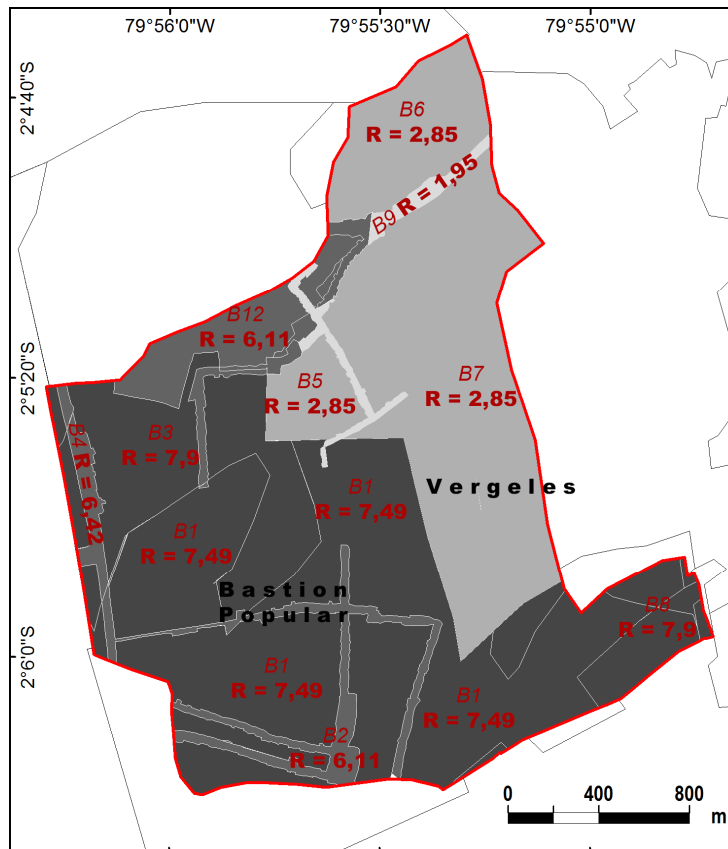 79°56'0"W
79°55'30"W
79°55'0"W
2°4'40"S
2°5'20"S
2°6'0"S
B6
R = 2,85
B9 R = 1,95
B12
R = 6,11
B5
R = 2,85
B7
R = 2,85
B3
R = 7,9
B4 R = 6,42
B1
R = 7,49
Vergeles
B1
R = 7,49
Bastion
Popular
B8
R = 7,9
B1
R = 7,49
B1
R = 7,49
B2
R = 6,11
0 400 800
m